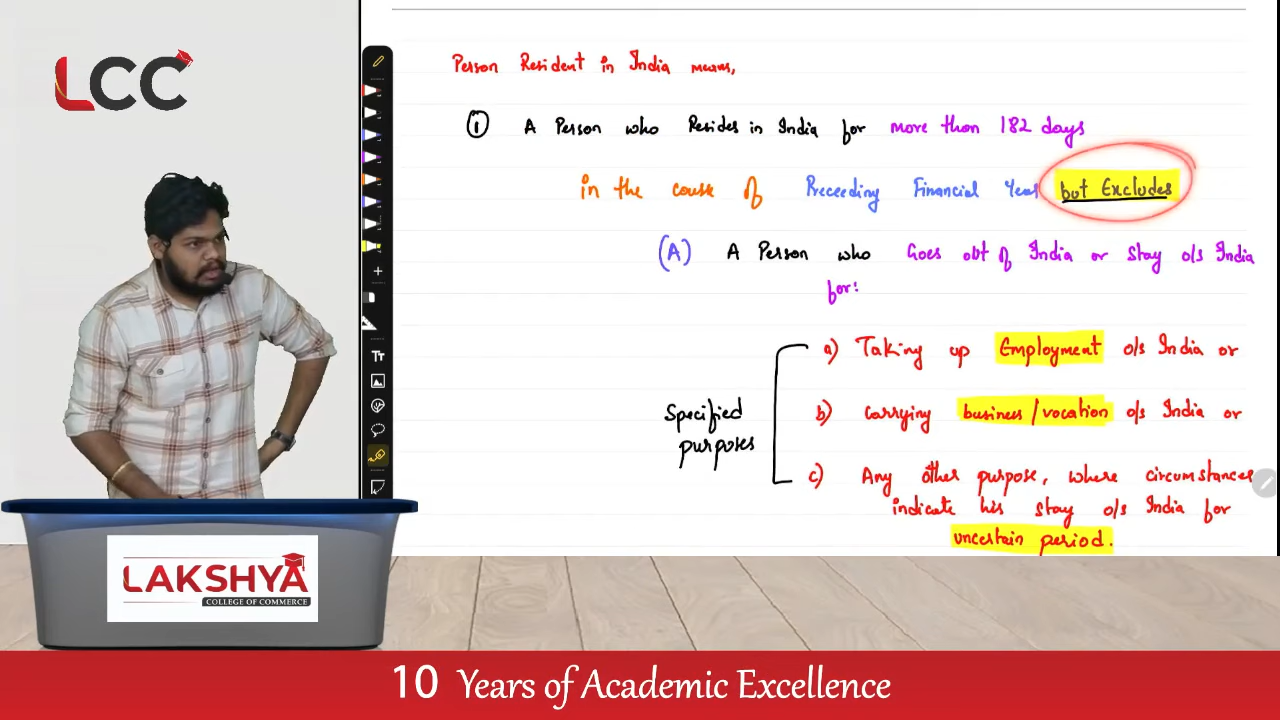 LCC
Person Resident in India means,
① A Person who Resides in India for more than 182 days
in the course of Preceeding Financial Year but Excludes
(A) A Person who Goes out of India or stay o/s India
for:
a) Taking up Employment o/s India or
Specified
purposes
b) carrying business/vocation o/s India or
c) Any other purpose, where circumstances
indicate his stay o/s India for
uncertain period.
Tt
LAKSHYA
COLLEGE OF COMMERCE
10 Years of Academic Excellence